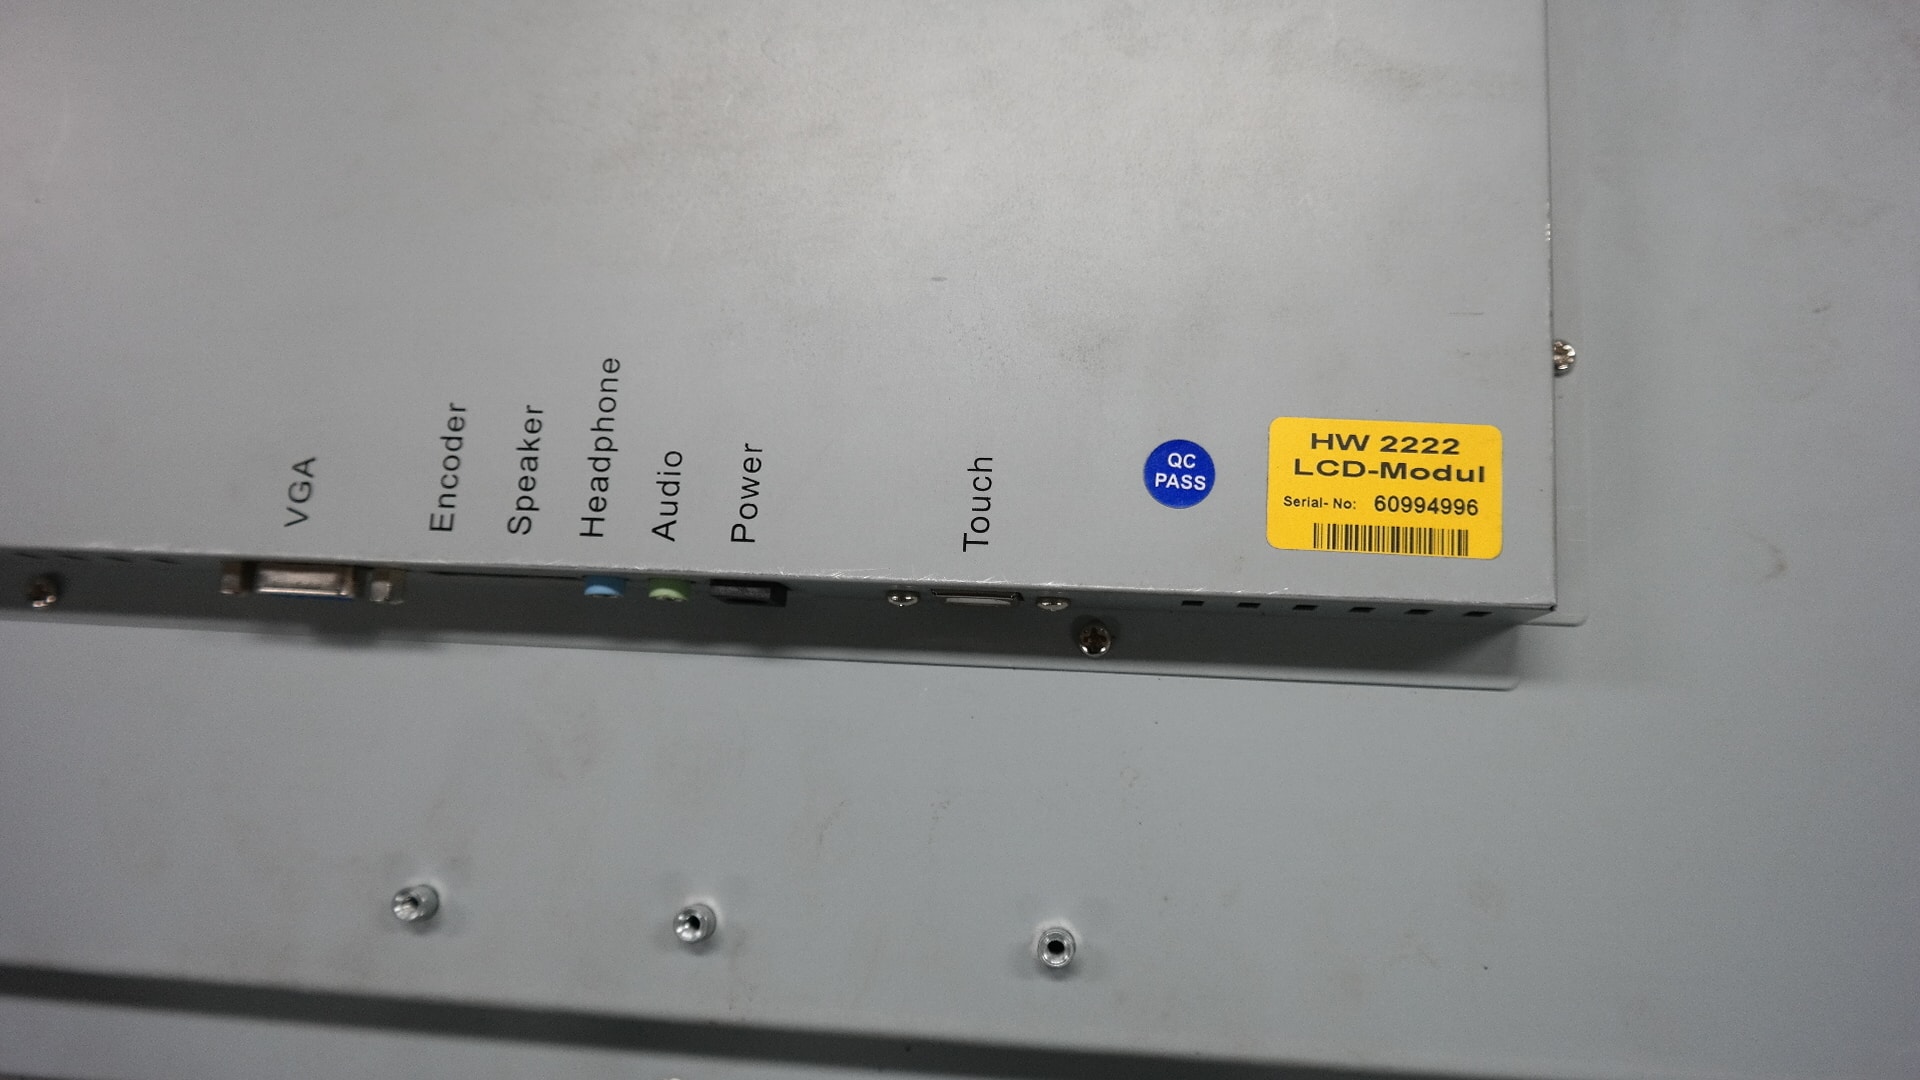 VGA
Encoder
Speaker
Headphone
Audio
Power
Touch
QC
PASS
HW 2222
LCD-Modul
Serial- No: 60994996